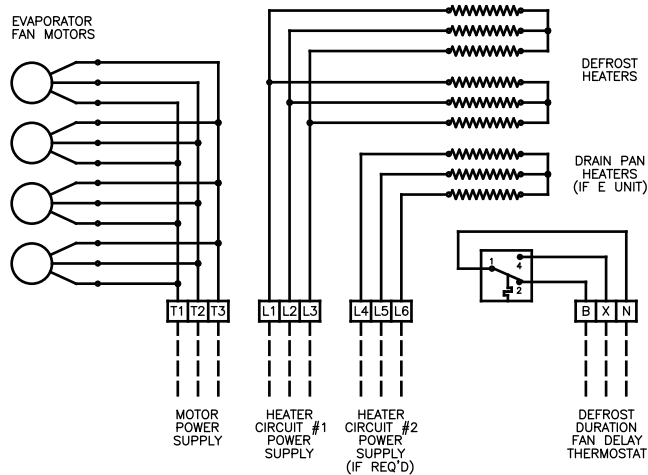 EVAPORATOR
FAN MOTORS
DEFROST
HEATERS
DRAIN PAN
HEATERS
(IF E UNIT)
1
4
2
T1 T2 T3
L1 L2 L3
L4 L5 L6
B X N
MOTOR
POWER
SUPPLY
HEATER
CIRCUIT #1
POWER
SUPPLY
HEATER
CIRCUIT #2
POWER
SUPPLY
(IF REQ'D)
DEFROST
DURATION
FAN DELAY
THERMOSTAT